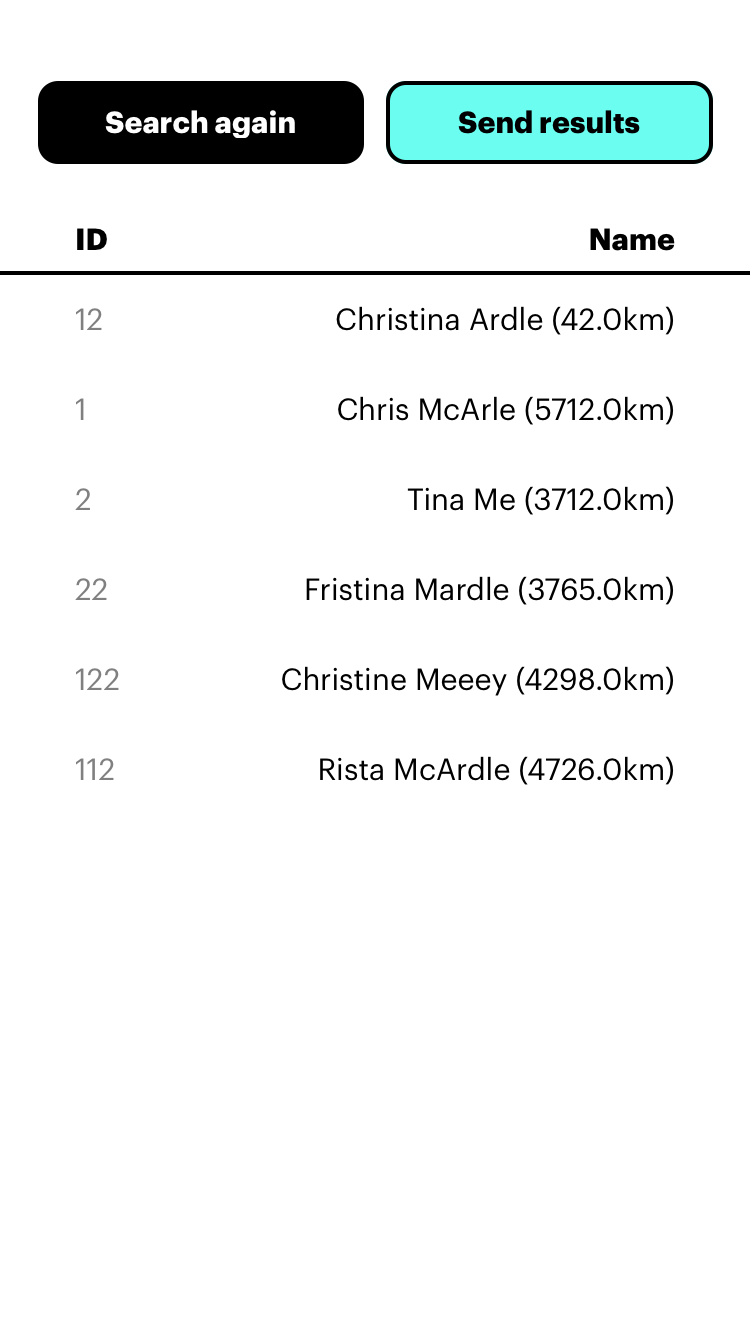 Search again Send results
ID Name
12 Christina Ardle (42.0km)
1 Chris McArle (5712.0km)
2 Tina Me (3712.0km)
22 Fristina Mardle (3765.0km)
122 Christine Meeey (4298.0km)
112 Rista McArdle (4726.0km)